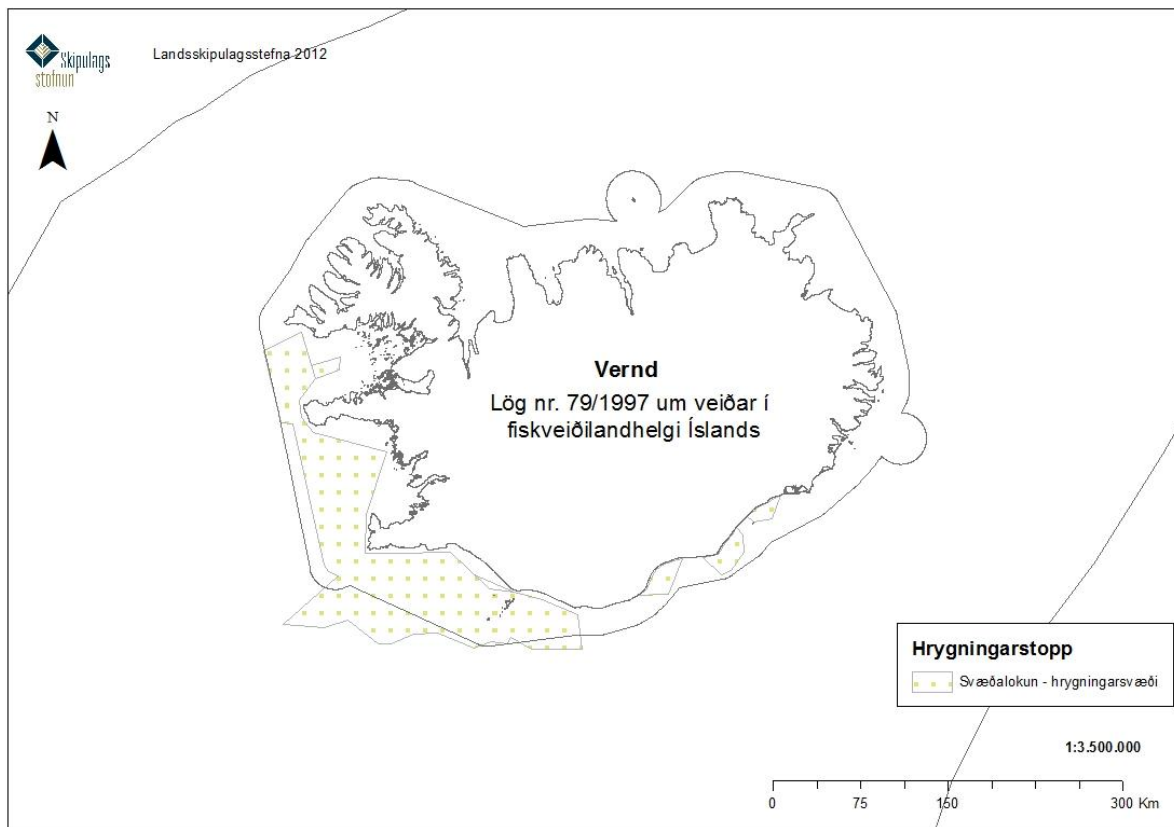 Skipulags
stofnun
Landsskipulagsstefna 2012
N
Vernd
Lög nr. 79/1997 um veiðar í
fiskveiðilandhelgi Íslands
Hrygningarstopp
Svæðalokun - hrygningarsvæði
1:3.500.000
0 75 150 300 Km